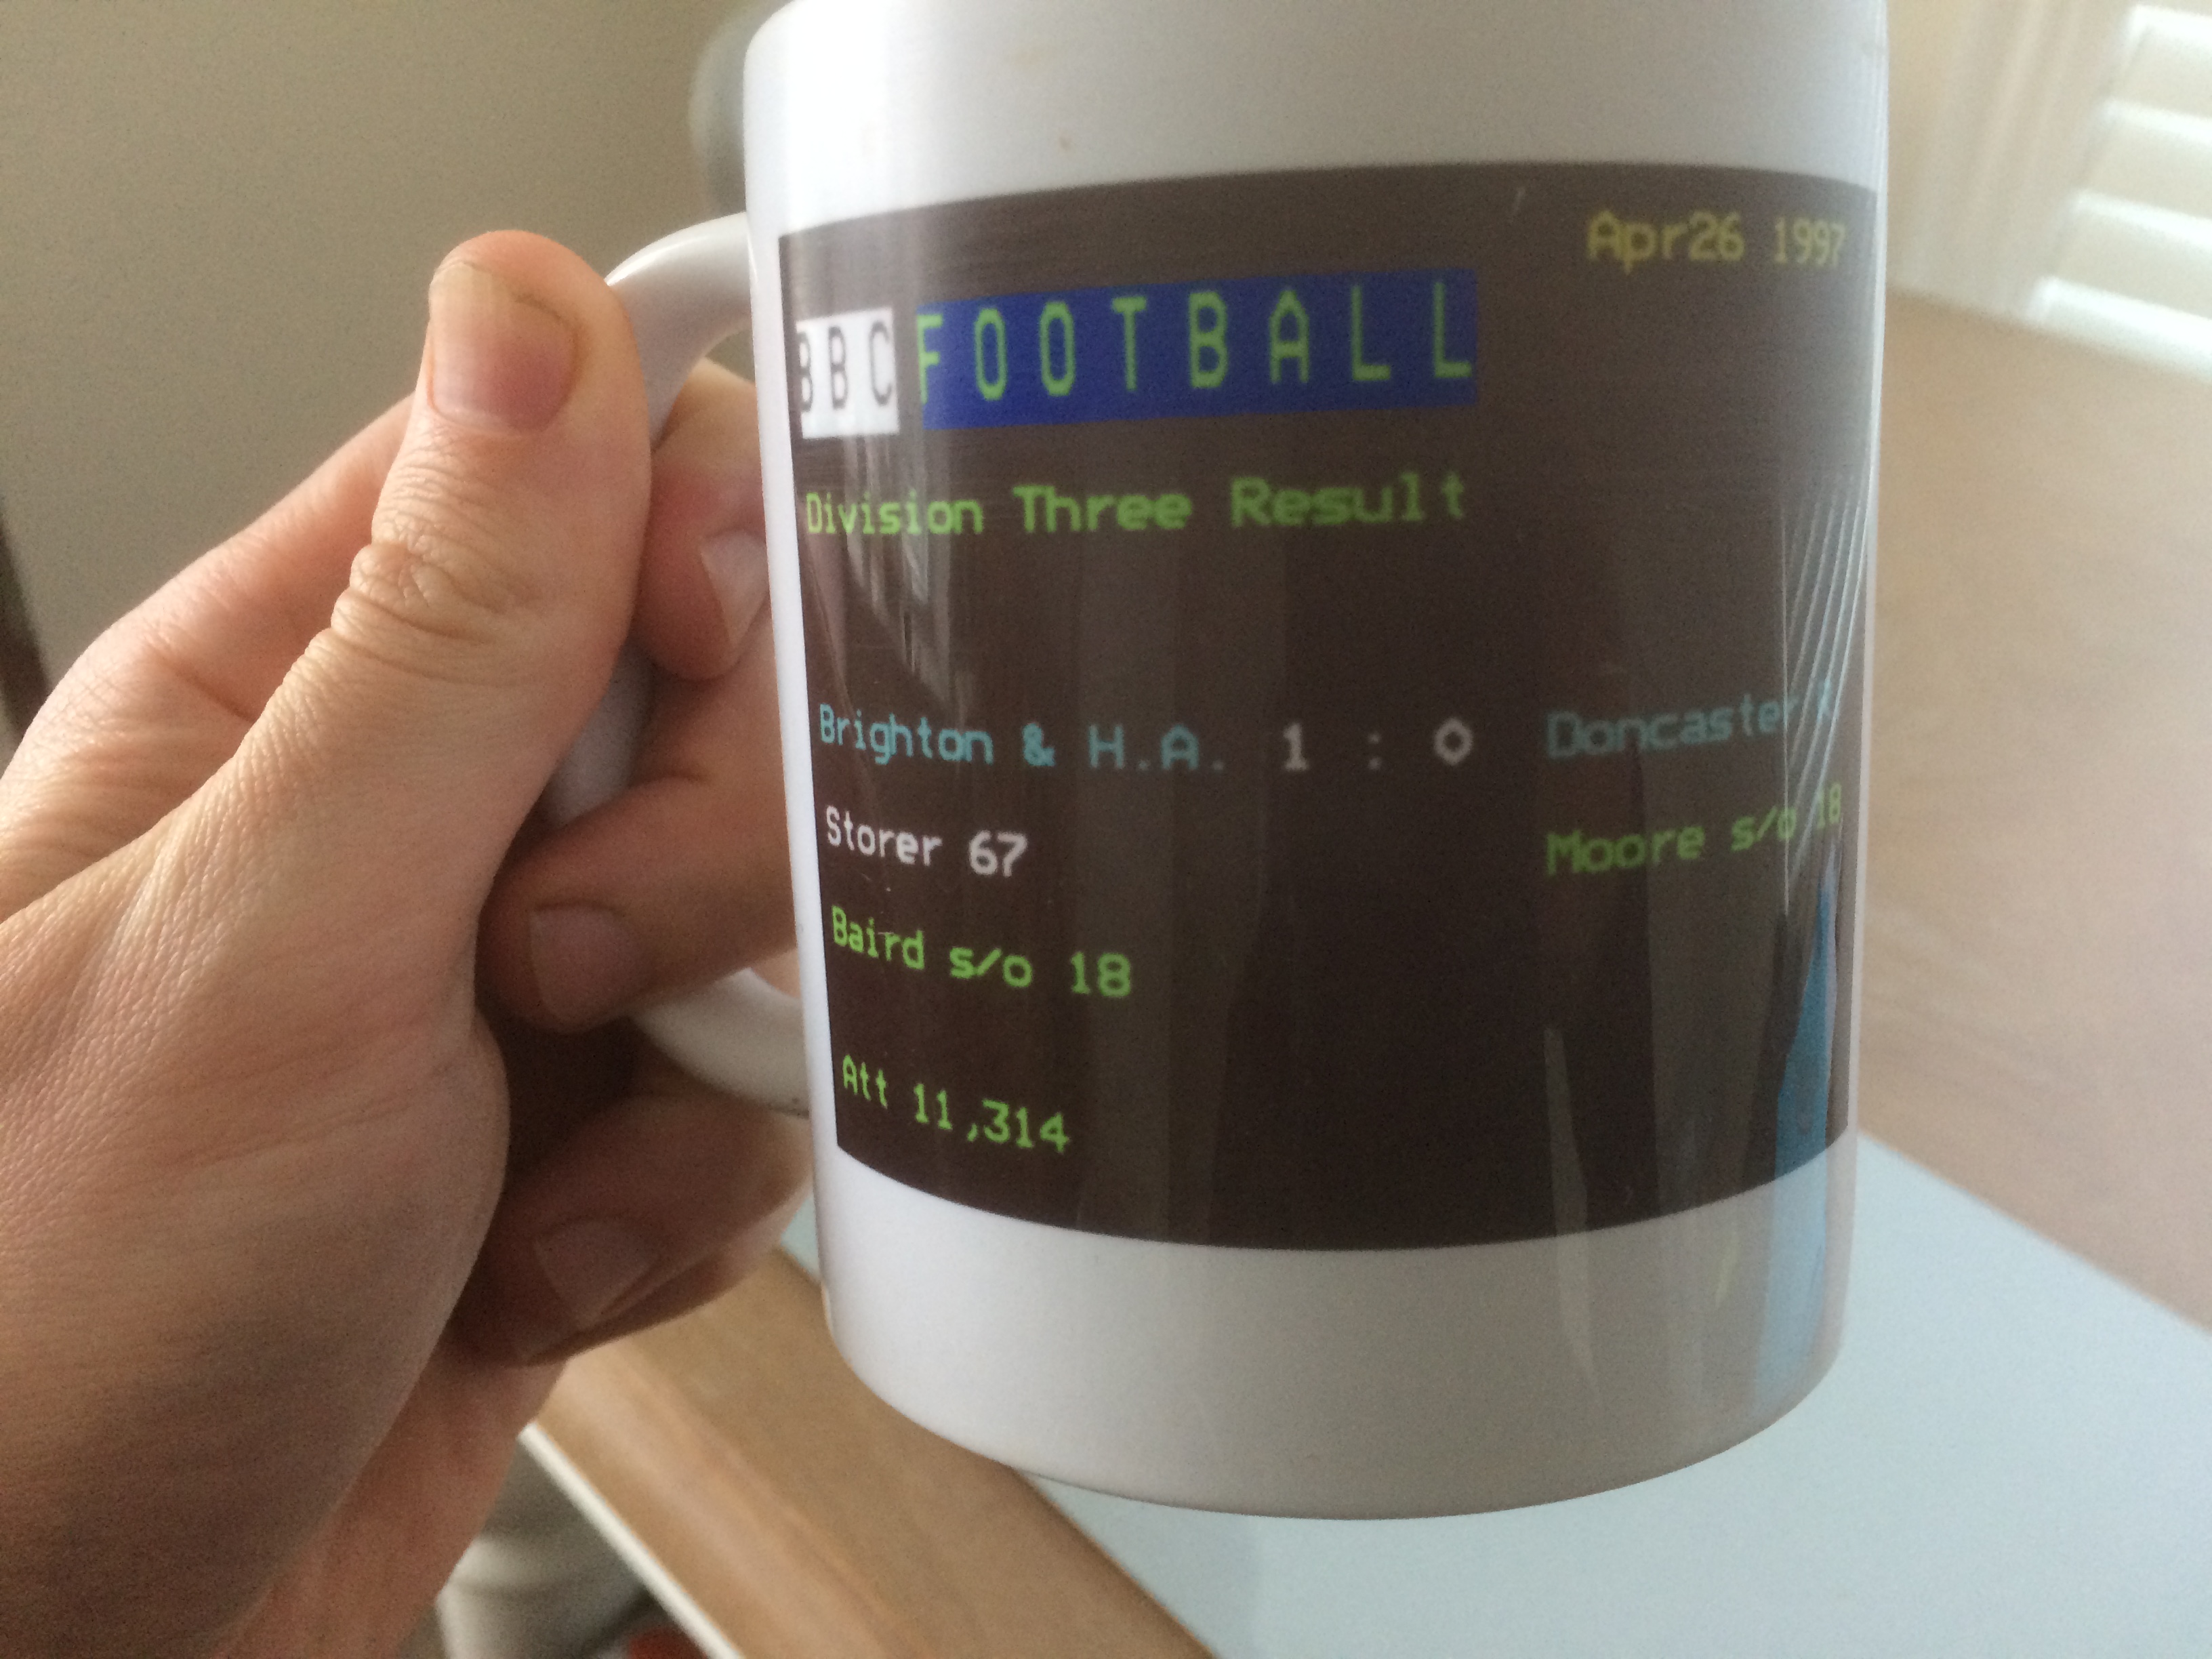 Apr26 1997
BBC FOOTBALL
Division Three Result
Brighton & H.A. 1 : 0 Doncaster R
Storer 67 Moore s/o 18
Baird s/o 18
Att 11,314